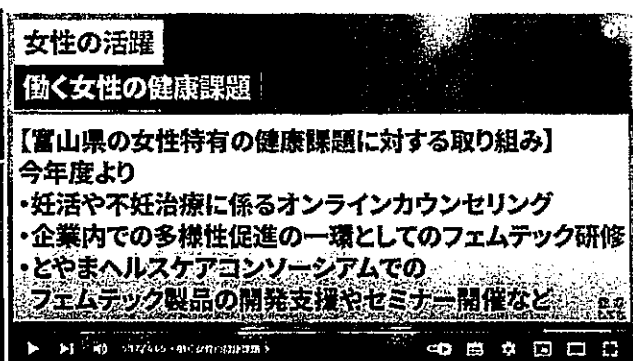 女性の活躍
働く女性の健康課題
【富山県の女性特有の健康課題に対する取り組み】
今年度より
・妊活や不妊治療に係るオンラインカウンセリング
・企業内での多様性促進の一環としてのフェムテック研修
・とやまヘルスケアコンソーシアムでの
フェムテック製品の開発支援やセミナー開催など